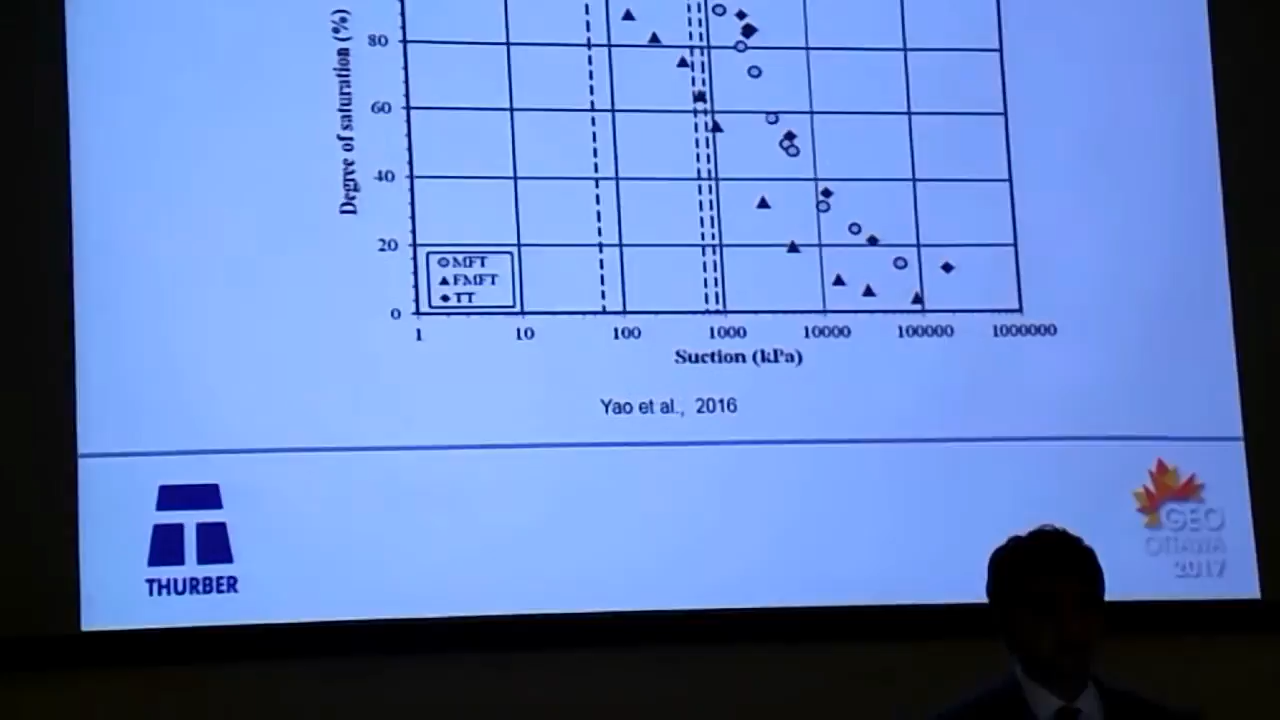 Degree of saturation (%)
80
60
40
20
0
MFT
FMFT
TT
1 10 100 1000 10000 100000 1000000
Suction (kPa)
Yao et al., 2016
THURBER
GEO
OTTAWA
2017